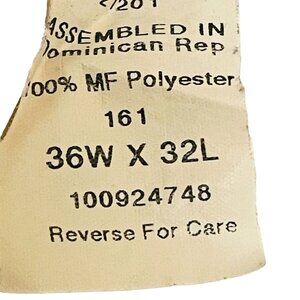 ASSEMBLED IN
Dominican Rep
100% MF Polyester
161
36W X 32L
100924748
Reverse For Care